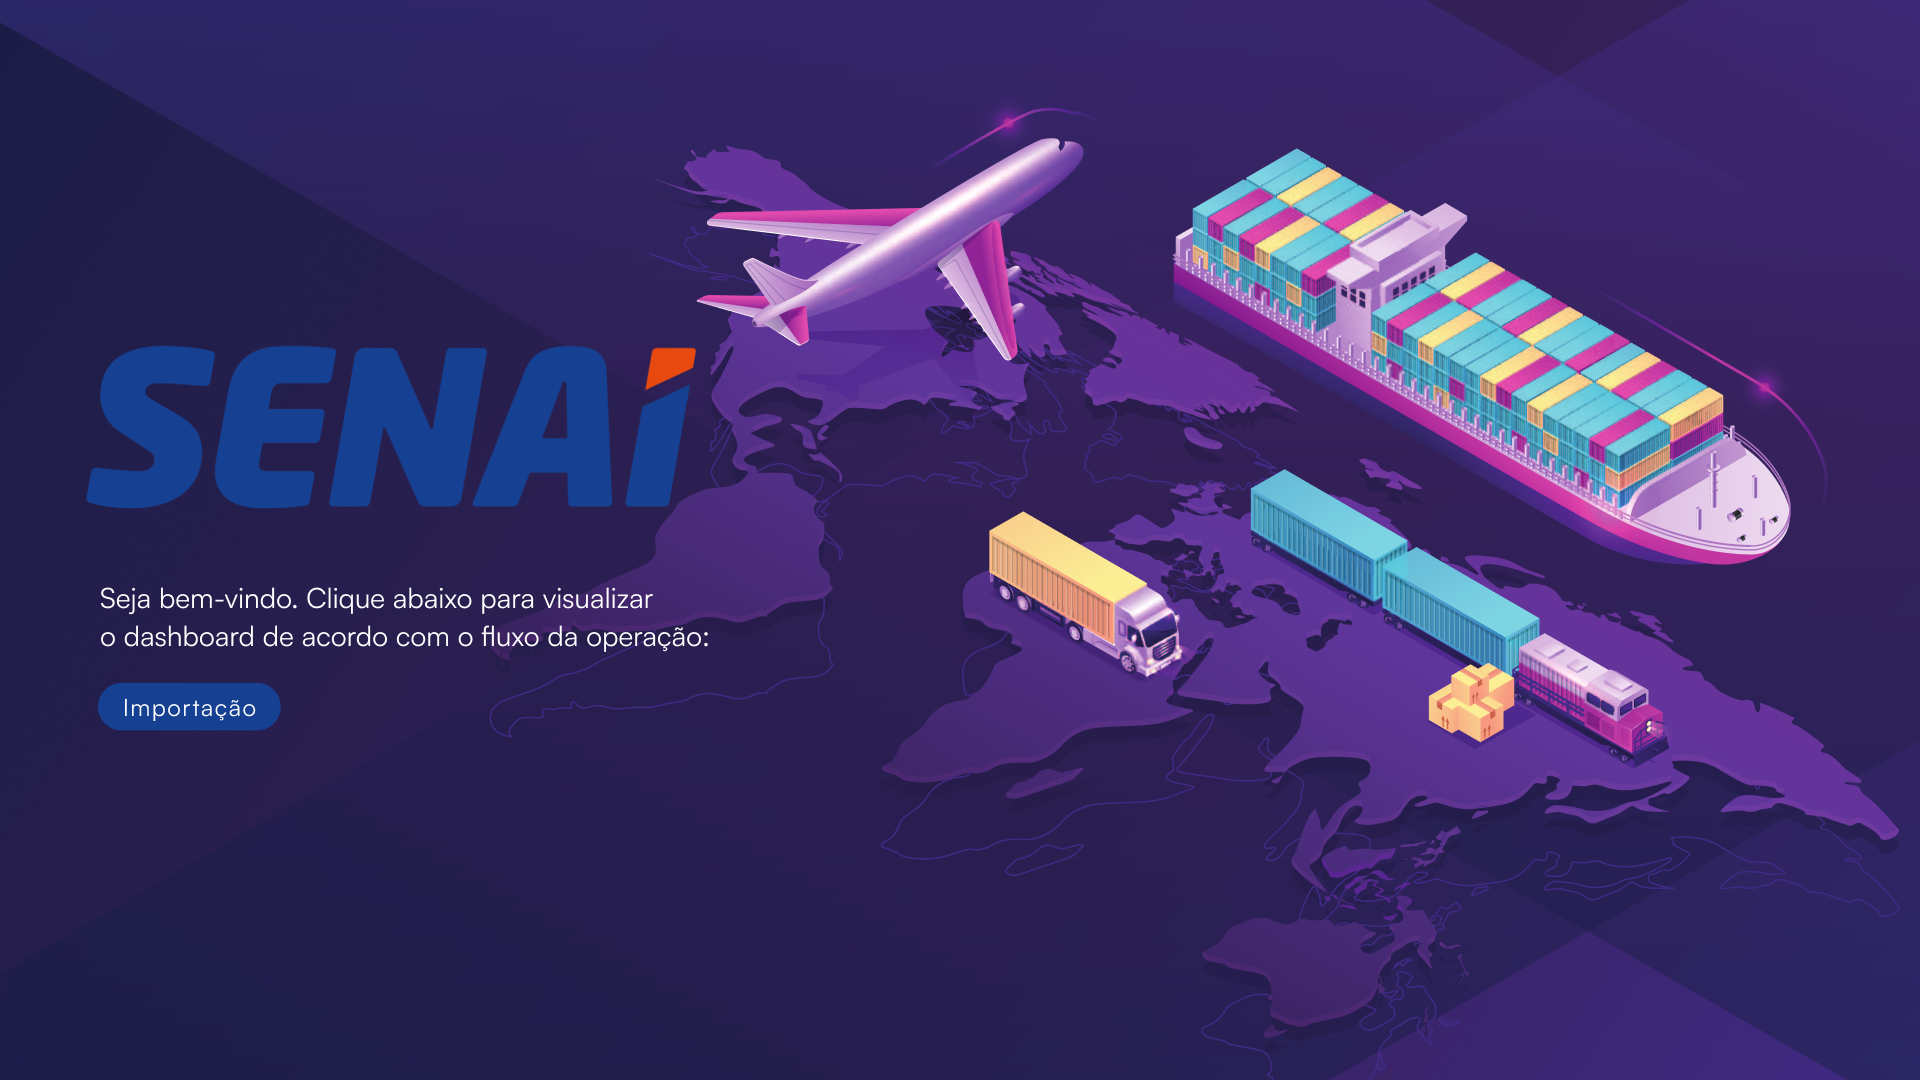 SENAI
Seja bem-vindo. Clique abaixo para visualizar
o dashboard de acordo com o fluxo da operação:
Importação